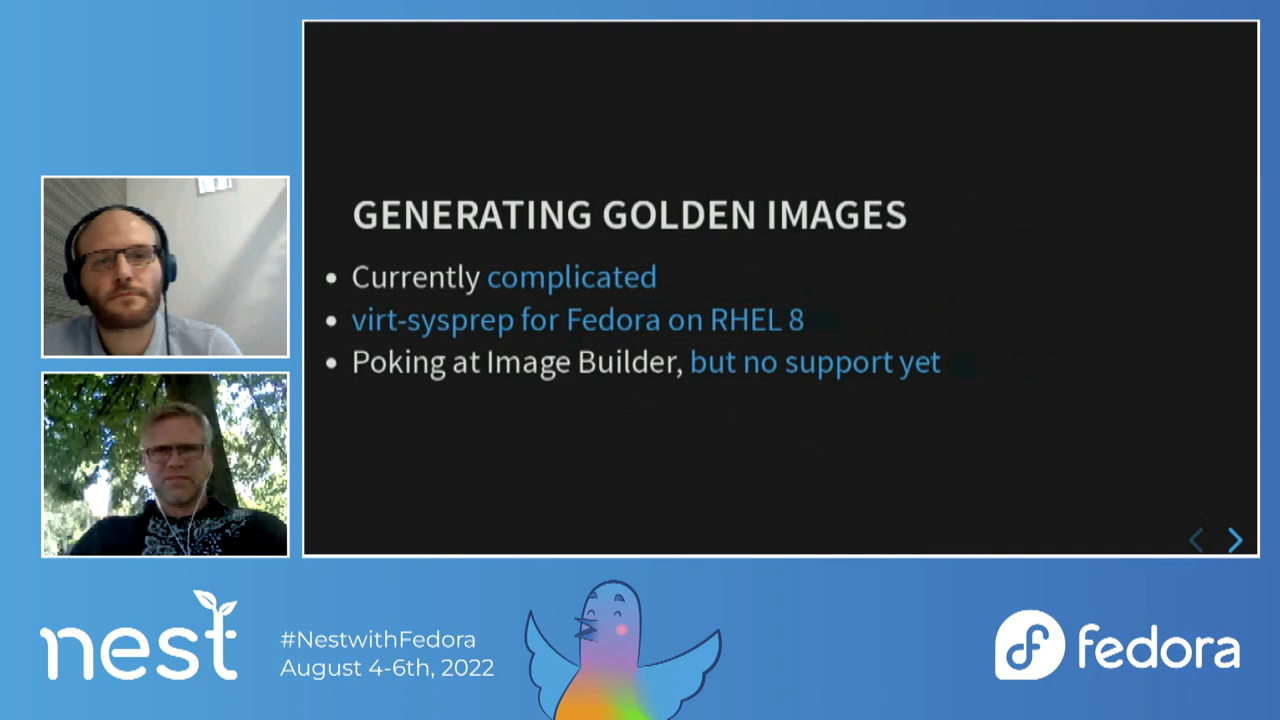 GENERATING GOLDEN IMAGES
Currently complicated
virt-sysprep for Fedora on RHEL 8
Poking at Image Builder, but no support yet
nest
#NestwithFedora
August 4-6th, 2022
fedora